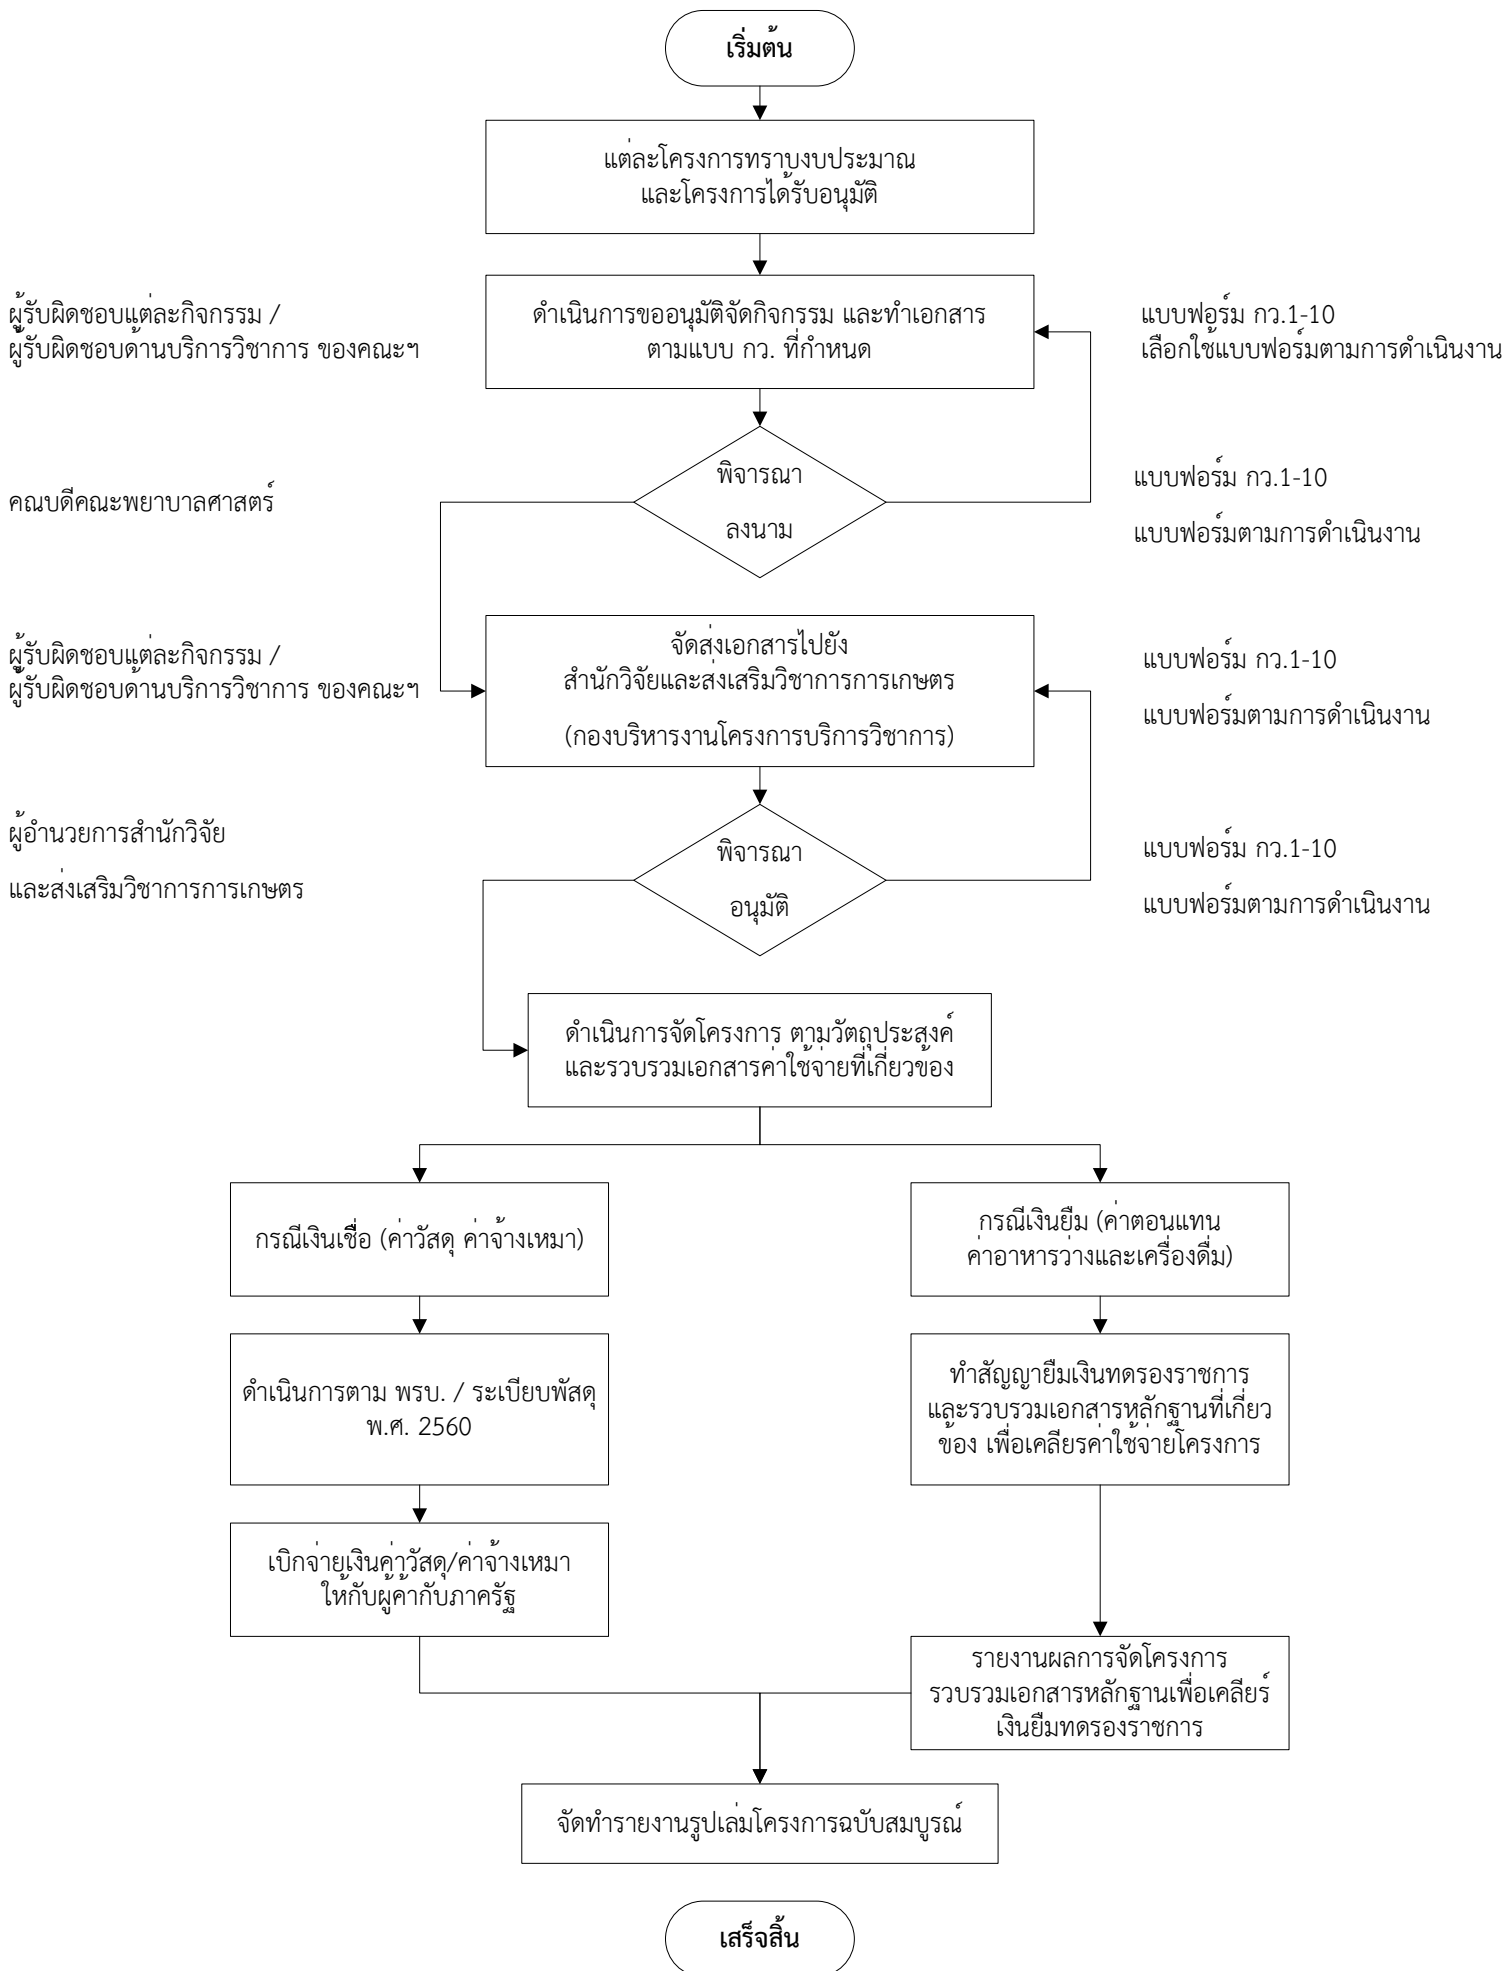 เริ่มต้น
แต่ละโครงการทราบงบประมาณ
และโครงการได้รับอนุมัติ
ผู้รับผิดชอบแต่ละกิจกรรม /
ผู้รับผิดชอบด้านบริการวิชาการ ของคณะฯ
ดำเนินการขออนุมัติจัดกิจกรรม และทำเอกสาร
ตามแบบ กว. ที่กำหนด
แบบฟอร์ม กว.1-10
เลือกใช้แบบฟอร์มตามการดำเนินงาน
คณบดีคณะพยาบาลศาสตร์
พิจารณา
ลงนาม
แบบฟอร์ม กว.1-10
แบบฟอร์มตามการดำเนินงาน
ผู้รับผิดชอบแต่ละกิจกรรม /
ผู้รับผิดชอบด้านบริการวิชาการ ของคณะฯ
จัดส่งเอกสารไปยัง
สำนักวิจัยและส่งเสริมวิชาการการเกษตร
(กองบริหารงานโครงการบริการวิชาการ)
แบบฟอร์ม กว.1-10
แบบฟอร์มตามการดำเนินงาน
ผู้อำนวยการสำนักวิจัย
และส่งเสริมวิชาการการเกษตร
พิจารณา
อนุมัติ
แบบฟอร์ม กว.1-10
แบบฟอร์มตามการดำเนินงาน
ดำเนินการจัดโครงการ ตามวัตถุประสงค์
และรวบรวมเอกสารค่าใช้จ่ายที่เกี่ยวข้อง
กรณีเงินเชื่อ (ค่าวัสดุ ค่าจ้างเหมา)
กรณีเงินยืม (ค่าตอนแทน
ค่าอาหารว่างและเครื่องดื่ม)
ดำเนินการตาม พรบ. / ระเบียบพัสดุ
พ.ศ. 2560
ทำสัญญายืมเงินทดรองราชการ
และรวบรวมเอกสารหลักฐานที่เกี่ยว
ข้อง เพื่อเคลียรค่าใช้จ่ายโครงการ
เบิกจ่ายเงินค่าวัสดุ/ค่าจ้างเหมา
ให้กับผู้ค้ากับภาครัฐ
รายงานผลการจัดโครงการ
รวบรวมเอกสารหลักฐานเพื่อเคลียร์
เงินยืมทดรองราชการ
จัดทำรายงานรูปเล่มโครงการฉบับสมบูรณ์
เสร็จสิ้น